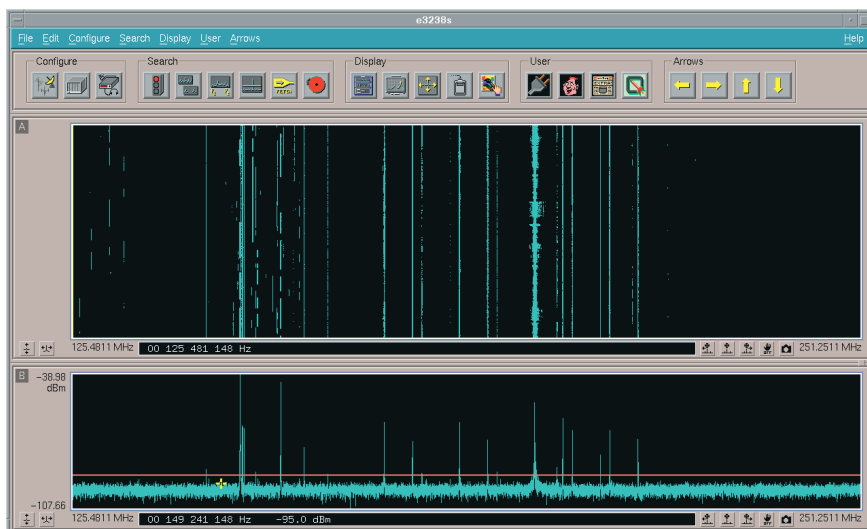 e3238s
File Edit Configure Search Display User Arrows Help
Configure Search Display User Arrows
FETCH
A
125.4811 MHz 00 125 481 148 Hz 251.2511 MHz
B
-38.98
dBm
-107.66
125.4811 MHz 00 149 241 148 Hz -95.0 dBm 251.2511 MHz